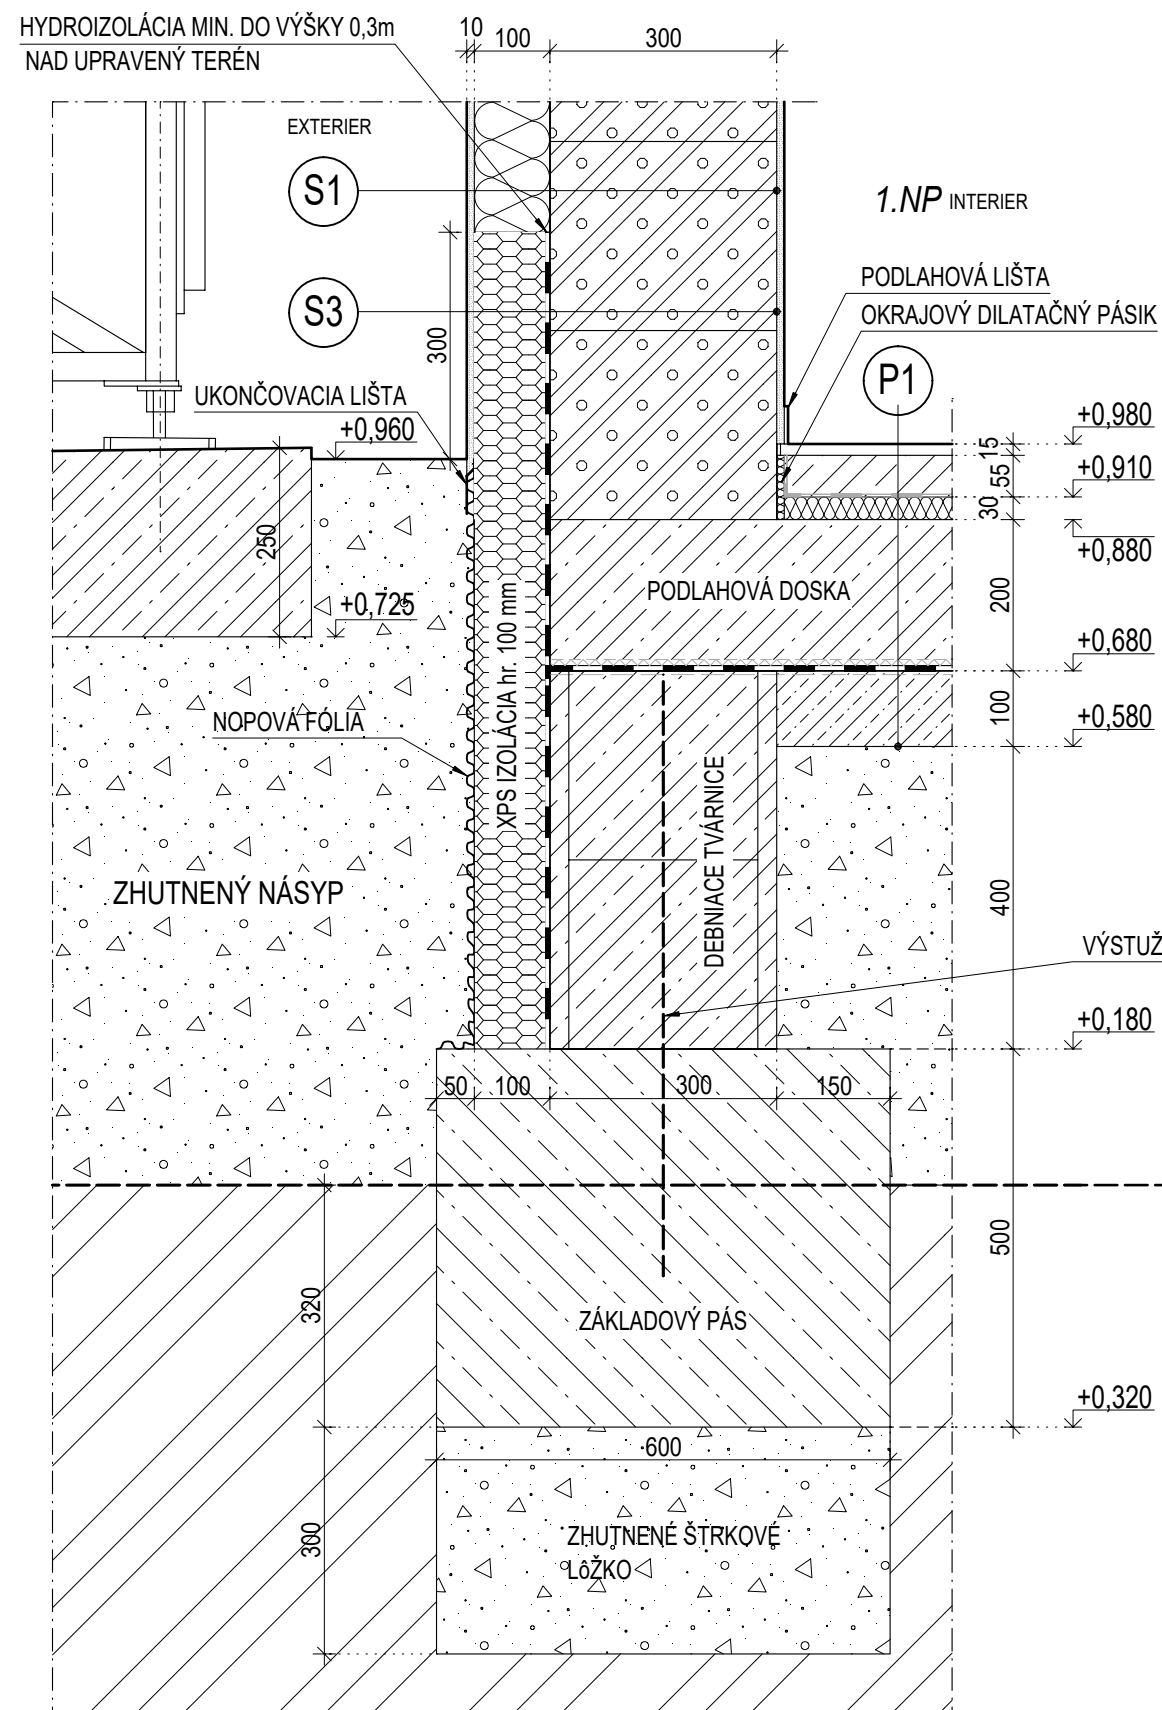 HYDROIZOLÁCIA MIN. DO VÝŠKY 0,3m
NAD UPRAVENÝ TERÉN
10
100
300
EXTERIER
S1
1.NP INTERIER
S3
300
PODLAHOVÁ LIŠTA
OKRAJOVÝ DILATAČNÝ PÁSIK
P1
UKONČOVACIA LIŠTA
+0,960
+0,980
15
55
+0,910
30
250
+0,880
XPS IZOLÁCIA hr. 100 mm
PODLAHOVÁ DOSKA
200
+0,725
+0,680
NOPOVÁ FÓLIA
100
+0,580
DEBNIACE TVÁRNICE
ZHUTNENÝ NÁSYP
400
VÝSTUŽ
+0,180
50
100
300
150
500
320
ZÁKLADOVÝ PÁS
+0,320
600
300
ZHUTNENÉ ŠTRKOVÉ
LôŽKO